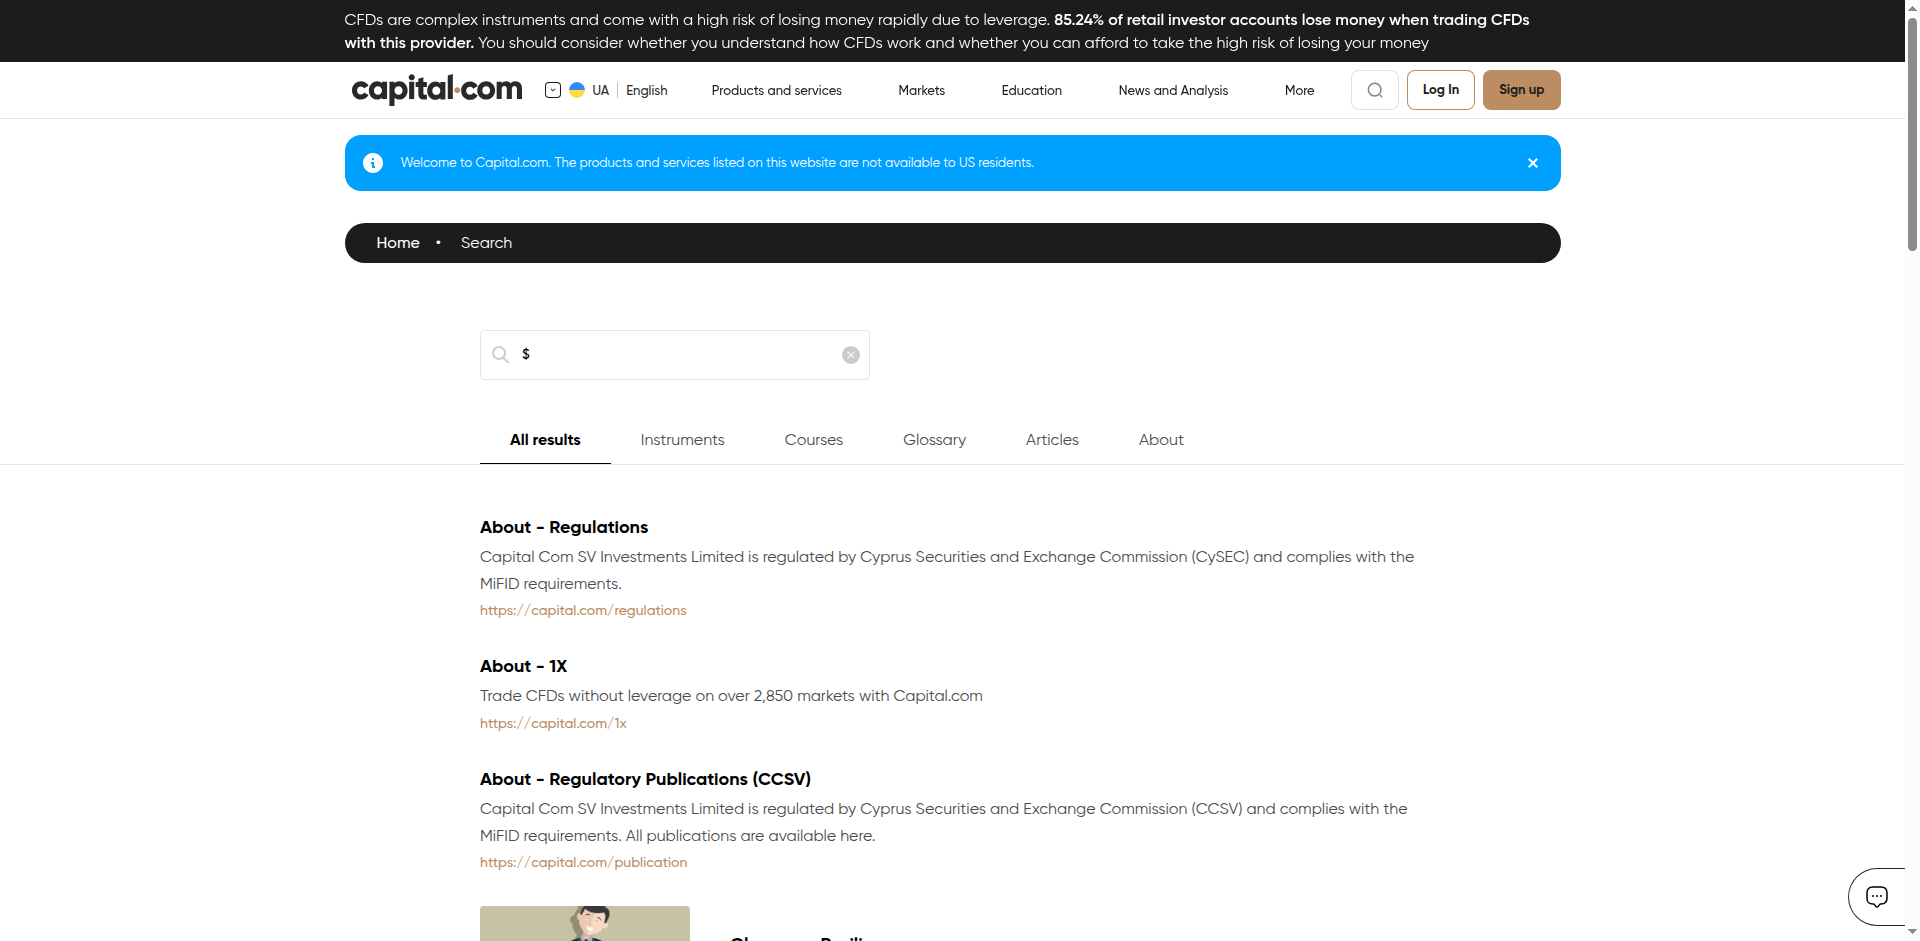 CFDs are complex instruments and come with a high risk of losing money rapidly due to leverage. 85.24% of retail investor accounts lose money when trading CFDs
with this provider. You should consider whether you understand how CFDs work and whether you can afford to take the high risk of losing your money
capital.com
UA
English
Products and services
Markets
Education
News and Analysis
More
Log In
Sign up
Welcome to Capital.com. The products and services listed on this website are not available to US residents.
Home • Search
$
All results
Instruments
Courses
Glossary
Articles
About
About - Regulations
Capital Com SV Investments Limited is regulated by Cyprus Securities and Exchange Commission (CySEC) and complies with the
MiFID requirements.
https://capital.com/regulations
About - 1X
Trade CFDs without leverage on over 2,850 markets with Capital.com
https://capital.com/1x
About - Regulatory Publications (CCSV)
Capital Com SV Investments Limited is regulated by Cyprus Securities and Exchange Commission (CCSV) and complies with the
MiFID requirements. All publications are available here.
https://capital.com/publication